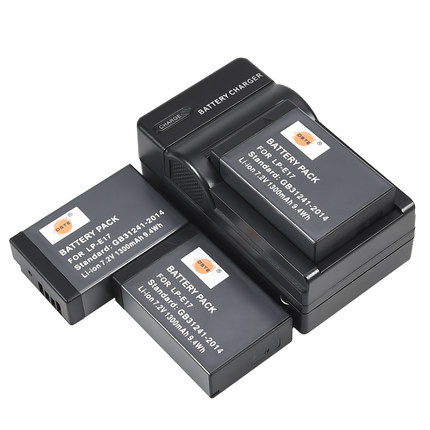 CHARGE
BATTERY CHARGER
DSTE
BATTERY PACK
FOR LP-E17
Standard: GB31241-2014
Li-ion 7.2V 1300mAh 9.4Wh
DSTE
BATTERY PACK
FOR LP-E17
Standard: GB31241-2014
Li-ion 7.2V 1300mAh 9.4Wh
DSTE
BATTERY PACK
FOR LP-E17
Standard: GB31241-2014
Li-ion 7.2V 1300mAh 9.4Wh